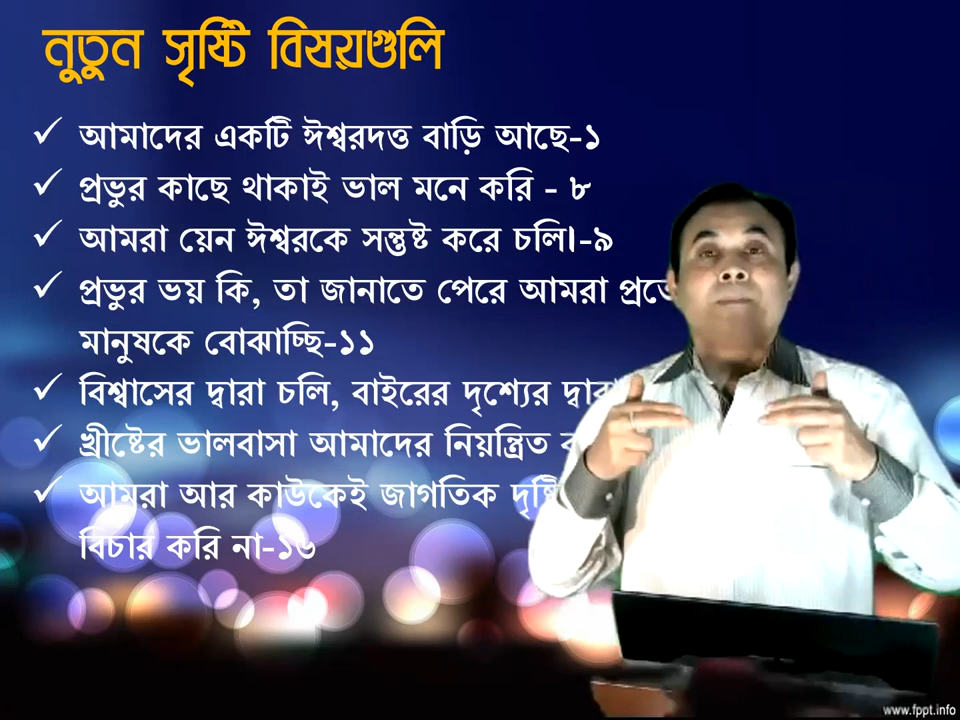 নুতুন সৃষ্টি বিষয়গুলি
আমাদের একটি ঈশ্বরদত্ত বাড়ি আছে-১
প্রভুর কাছে থাকাই ভাল মনে করি - ৮
আমরা যেন ঈশ্বরকে সন্তুষ্ট করে চলি।-৯
প্রভুর ভয় কি, তা জানাতে পেরে আমরা
মানুষকে বোঝাচ্ছি-১১
বিশ্বাসের দ্বারা চলি, বাইরের দৃশ্যের
খ্রীষ্টের ভালবাসা আমাদের নিয়ন্ত্রিত
আমরা আর কাউকেই জাগতিক
বিচার করি না-১৬
www.fppt.info